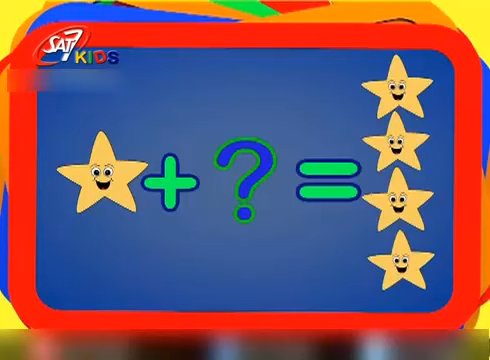 SAT7
KIDS
+ ? =